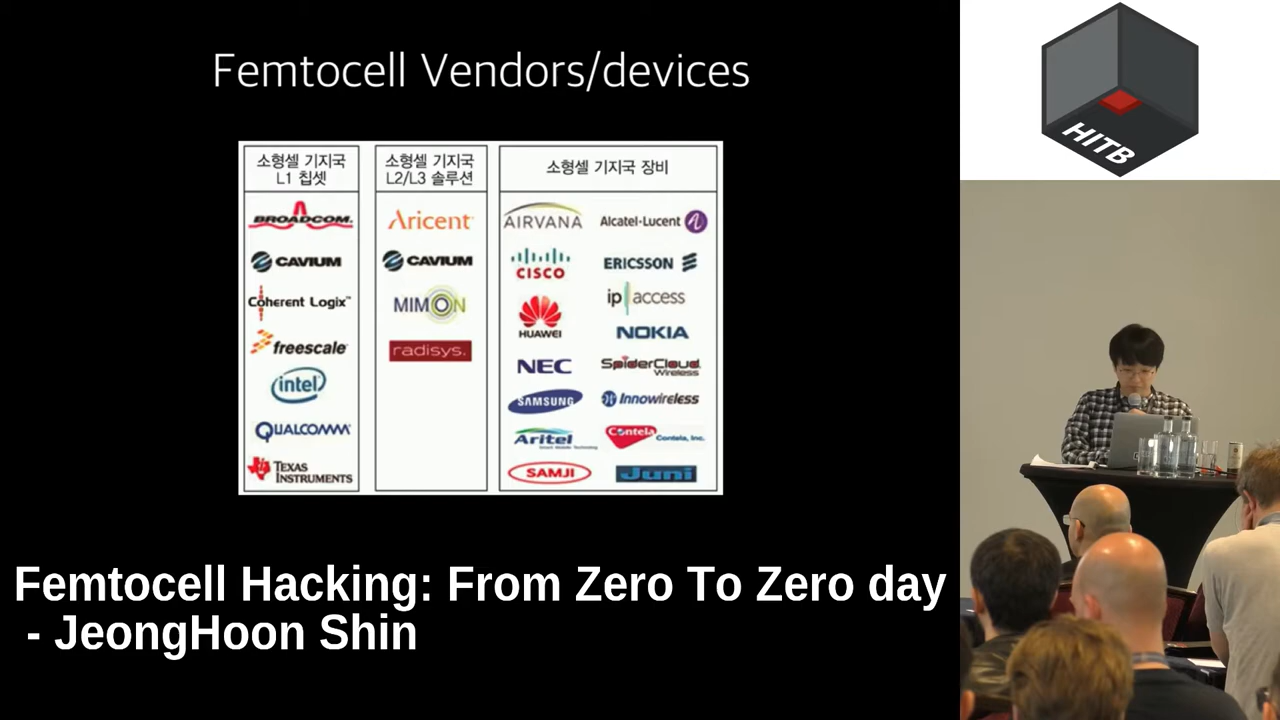 Femtocell Vendors/devices
소형셀 기지국
L1 칩셋
BROADCOM.
CAVIUM
Coherent Logix™
freescale
intel
QUALCOMM
TEXAS
INSTRUMENTS
소형셀 기지국
L2/L3 솔루션
Aricent
CAVIUM
MIMON
radisys.
소형셀 기지국 장비
AIRVANA
Alcatel·Lucent
CISCO
ERICSSON
ip access
HUAWEI
NOKIA
NEC
SpiderCloud
Wireless
SAMSUNG
Innowireless
Aritel
Contela
Contela, Inc.
SAMJI
Juni
HITB
Femtocell Hacking: From Zero To Zero day
- JeongHoon Shin